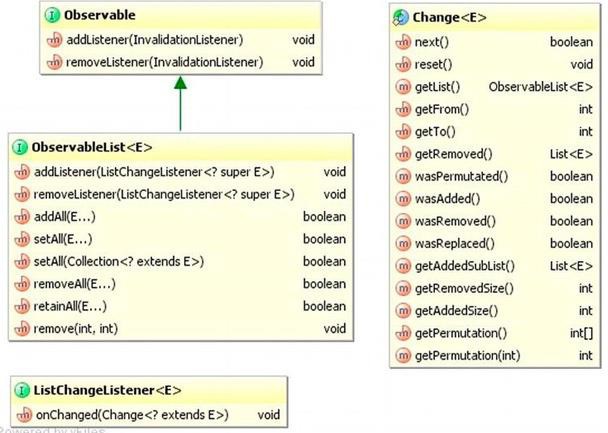 Observable
addListener(InvalidationListener) void
removeListener(InvalidationListener) void
ObservableList<E>
addListener(ListChangeListener<? super E>) void
removeListener(ListChangeListener<? super E>) void
addAll(E...) boolean
setAll(E...) boolean
setAll(Collection<? extends E>) boolean
removeAll(E...) boolean
retainAll(E...) boolean
remove(int, int) void
ListChangeListener<E>
onChanged(Change<? extends E>) void
Powered by yFiles
Change<E>
next() boolean
reset() void
getList() ObservableList<E>
getFrom() int
getTo() int
getRemoved() List<E>
wasPermutated() boolean
wasAdded() boolean
wasRemoved() boolean
wasReplaced() boolean
getAddedSubList() List<E>
getRemovedSize() int
getAddedSize() int
getPermutation() int[]
getPermutation(int) int